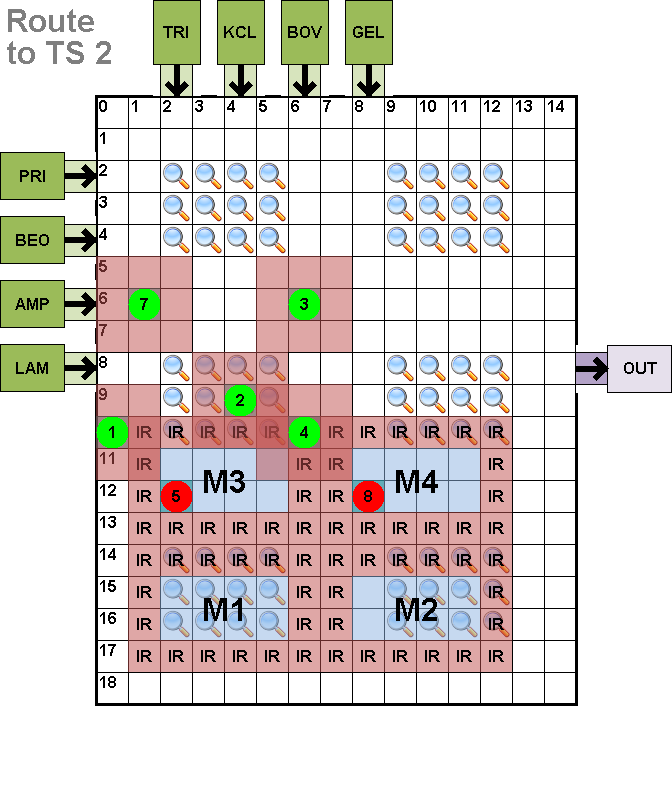 Route
to TS 2
TRI KCL BOV GEL
0 1 2 3 4 5 6 7 8 9 10 11 12 13 14
1
PRI 2
3
BEO 4
5
AMP 6 7 3
7
LAM 8 OUT
9 2
1 IR IR IR IR IR 4 IR IR IR IR IR IR
11 IR M3 IR IR M4 IR
12 IR 5 IR IR 8 IR
13 IR IR IR IR IR IR IR IR IR IR IR IR
14 IR IR IR IR IR IR IR IR IR IR IR IR
15 IR M1 IR IR M2 IR
16 IR IR IR IR
17 IR IR IR IR IR IR IR IR IR IR IR IR
18